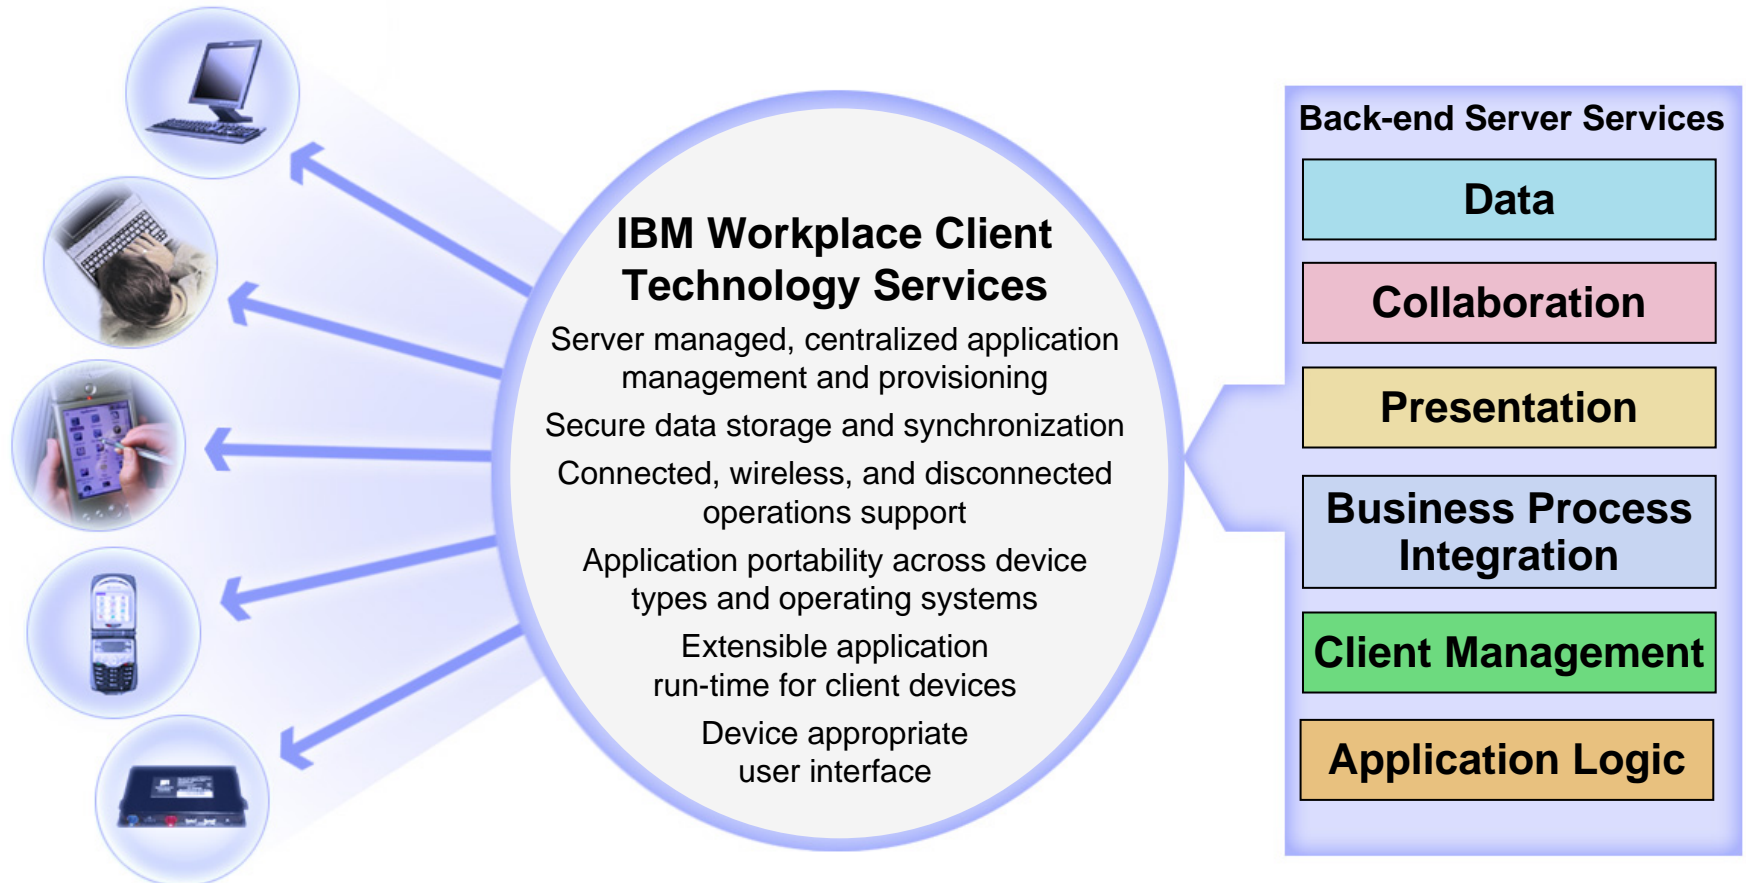 IBM Workplace Client
Technology Services
Server managed, centralized application
management and provisioning
Secure data storage and synchronization
Connected, wireless, and disconnected
operations support
Application portability across device
types and operating systems
Extensible application
run-time for client devices
Device appropriate
user interface
Back-end Server Services
Data
Collaboration
Presentation
Business Process
Integration
Client Management
Application Logic